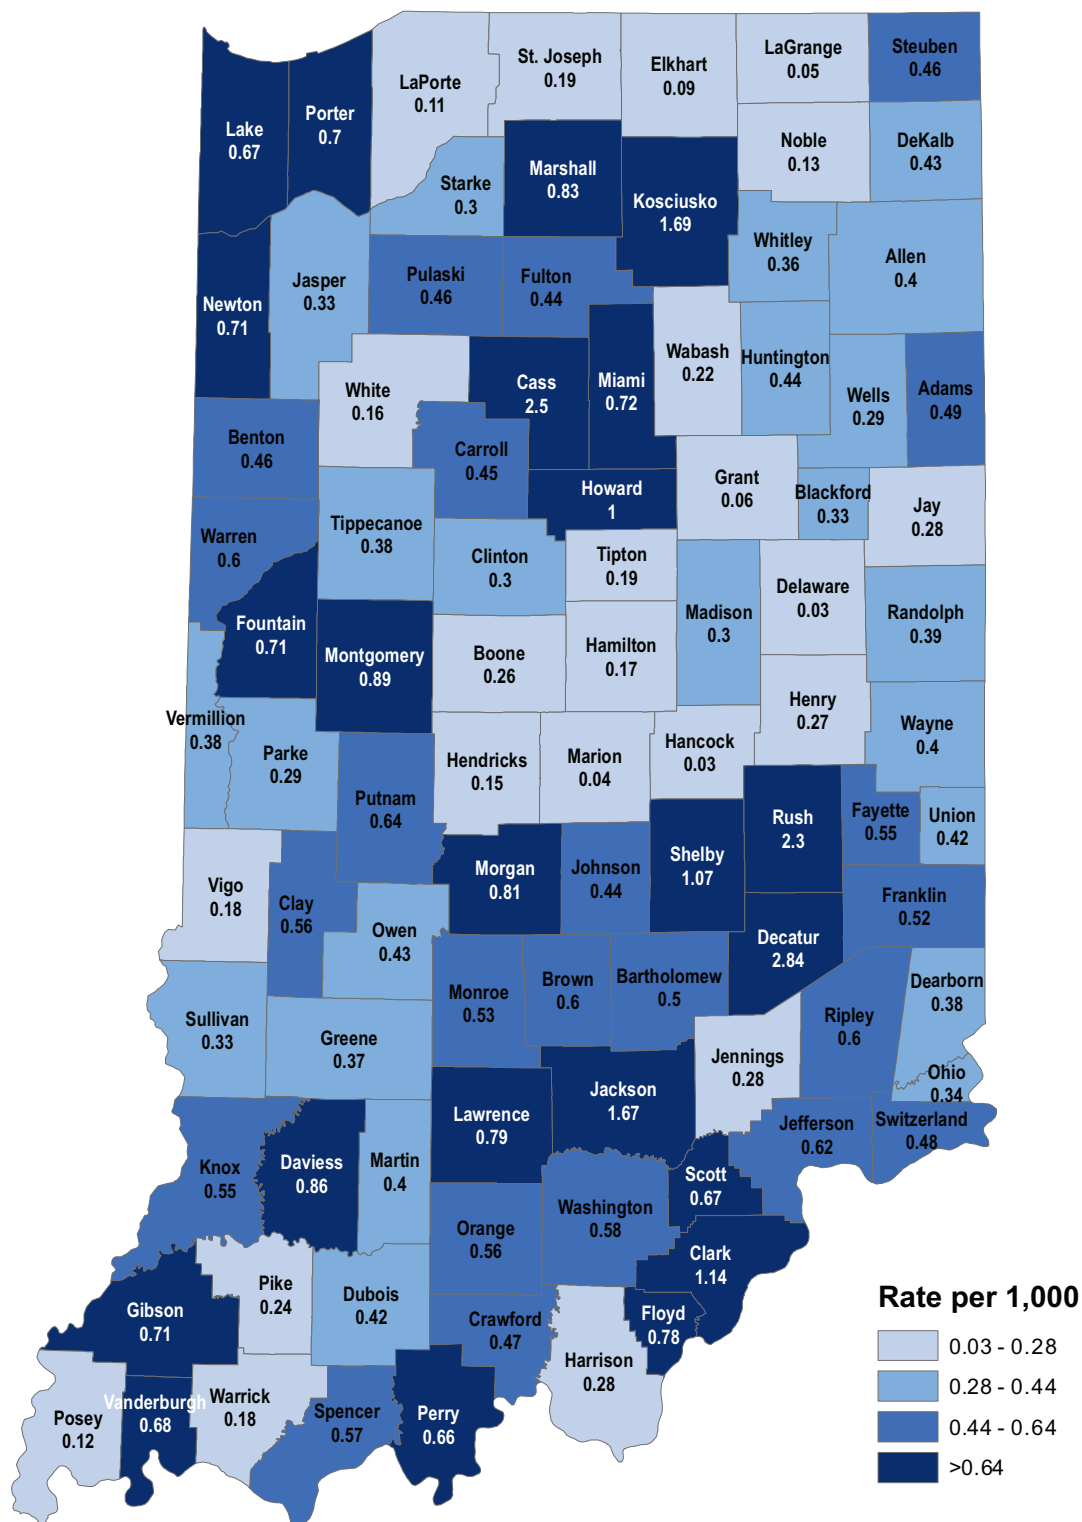 LaPorte
0.11
St. Joseph
0.19
Elkhart
0.09
LaGrange
0.05
Steuben
0.46
Lake
0.67
Porter
0.7
Starke
0.3
Marshall
0.83
Kosciusko
1.69
Noble
0.13
DeKalb
0.43
Newton
0.71
Jasper
0.33
Pulaski
0.46
Fulton
0.44
Whitley
0.36
Allen
0.4
White
0.16
Cass
2.5
Miami
0.72
Wabash
0.22
Huntington
0.44
Wells
0.29
Adams
0.49
Benton
0.46
Carroll
0.45
Howard
1
Grant
0.06
Blackford
0.33
Jay
0.28
Warren
0.6
Tippecanoe
0.38
Clinton
0.3
Tipton
0.19
Madison
0.3
Delaware
0.03
Randolph
0.39
Fountain
0.71
Montgomery
0.89
Boone
0.26
Hamilton
0.17
Henry
0.27
Wayne
0.4
Vermillion
0.38
Parke
0.29
Putnam
0.64
Hendricks
0.15
Marion
0.04
Hancock
0.03
Rush
2.3
Fayette
0.55
Union
0.42
Vigo
0.18
Clay
0.56
Owen
0.43
Morgan
0.81
Johnson
0.44
Shelby
1.07
Decatur
2.84
Franklin
0.52
Sullivan
0.33
Greene
0.37
Monroe
0.53
Brown
0.6
Bartholomew
0.5
Jennings
0.28
Ripley
0.6
Dearborn
0.38
Ohio
0.34
Knox
0.55
Daviess
0.86
Martin
0.4
Lawrence
0.79
Jackson
1.67
Scott
0.67
Jefferson
0.62
Switzerland
0.48
Orange
0.56
Washington
0.58
Clark
1.14
Gibson
0.71
Pike
0.24
Dubois
0.42
Crawford
0.47
Harrison
0.28
Floyd
0.78
Posey
0.12
Vanderburgh
0.68
Warrick
0.18
Spencer
0.57
Perry
0.66
Rate per 1,000
0.03 - 0.28
0.28 - 0.44
0.44 - 0.64
>0.64